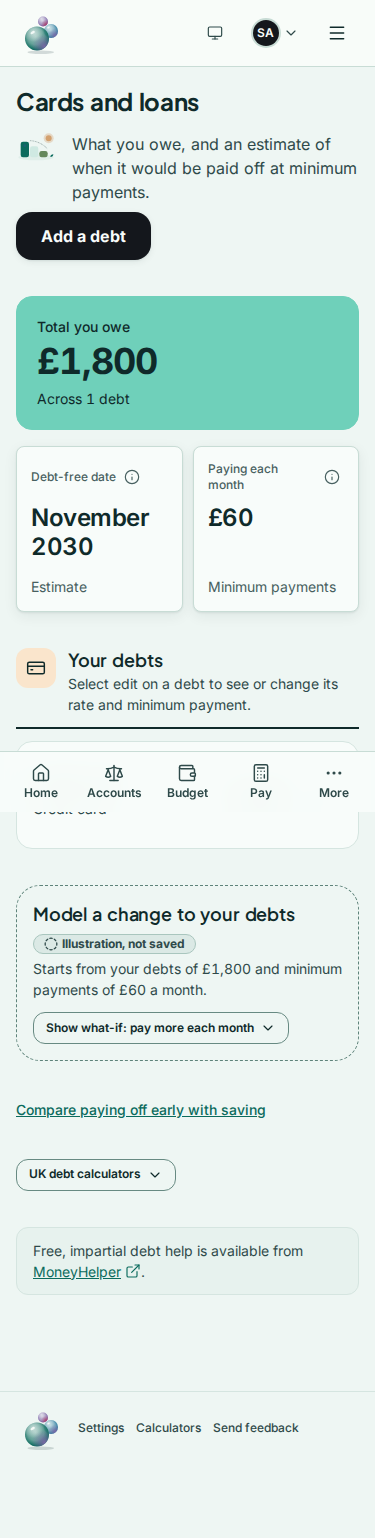 SA
Cards and loans
What you owe, and an estimate of
when it would be paid off at minimum
payments.
Add a debt
Total you owe
£1,800
Across 1 debt
Debt-free date
November
2030
Estimate
Paying each
month
£60
Minimum payments
Your debts
Select edit on a debt to see or change its
rate and minimum payment.
Home
Accounts
Budget
Pay
More
Credit card
Model a change to your debts
Illustration, not saved
Starts from your debts of £1,800 and minimum
payments of £60 a month.
Show what-if: pay more each month
Compare paying off early with saving
UK debt calculators
Free, impartial debt help is available from
MoneyHelper .
Settings
Calculators
Send feedback